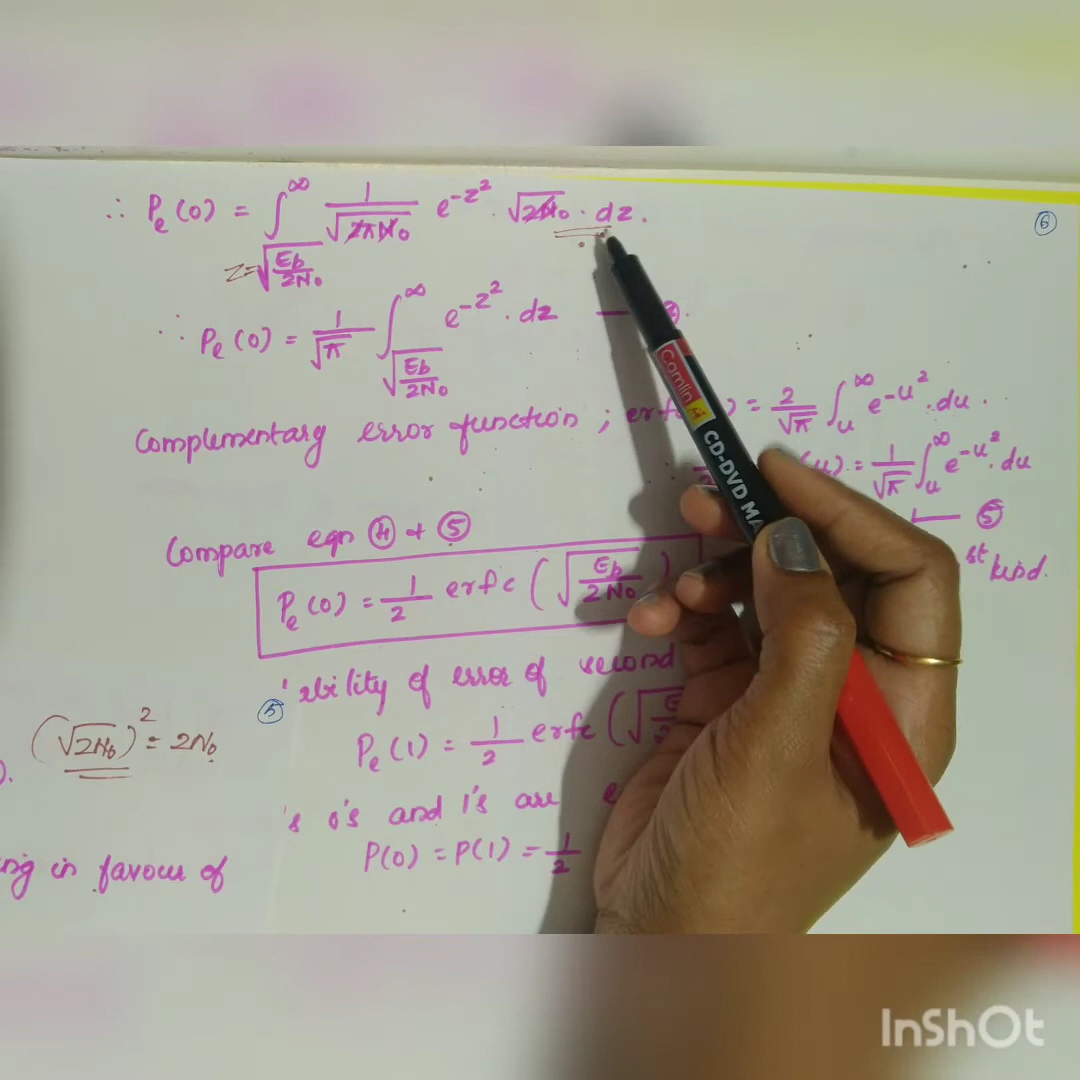 ∴ Pe(0) = ∫_{z=√(Eb/2N₀)}^∞ 1/√(2πN₀) e^{-z²} · √(2N₀) · dz.
6
∴ Pe(0) = 1/√π ∫_{√(Eb/2N₀)}^∞ e^{-z²} · dz —
Complementary error function ; = 2/√π ∫_u^∞ e^{-u²} · du.
(u) = 1/√π ∫_u^∞ e^{-u²} · du
— 5
Compare eqn 4 + 5
st kind.
Pe(0) = 1/2 erfc (√(Eb/2N₀))
ability of error of second
5
(√2N₀)² = 2N₀
Pe(1) = 1/2 erfc (√
's 0's and 1's are
P(0) = P(1) = 1/2
ing in favour of
Camlin
CD-DVD MA
InShOt